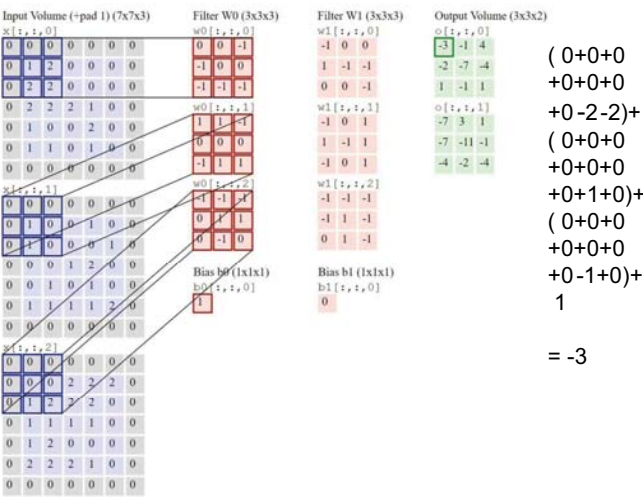 Input Volume (+pad 1) (7x7x3)
x[:,:,0]
0 0 0 0 0 0 0
0 1 2 0 0 0 0
0 2 2 0 0 0 0
0 2 2 2 1 0 0
0 1 0 0 2 0 0
0 1 1 0 1 0 0
0 0 0 0 0 0 0
x[:,:,1]
0 0 0 0 0 0 0
0 1 0 0 1 0 0
0 1 0 0 0 1 0
0 0 0 1 2 0 0
0 0 1 0 1 0 0
0 1 1 1 1 2 0
0 0 0 0 0 0 0
x[:,:,2]
0 0 0 0 0 0 0
0 0 0 2 2 2 0
0 1 2 2 2 0
0 1 1 1 1 0 0
0 1 2 0 0 0 0
0 2 2 2 1 0 0
0 0 0 0 0 0 0
Filter W0 (3x3x3)
w0[:,:,0]
0 0 -1
-1 0 0
-1 -1 -1
w0[:,:,1]
1 1 -1
0 0 0
-1 1 1
w0[:,:,2]
-1 -1 -1
0 1 1
0 -1 0
Bias b0 (1x1x1)
b0[:,:,0]
1
Filter W1 (3x3x3)
w1[:,:,0]
-1 0 0
1 -1 -1
0 0 -1
w1[:,:,1]
-1 0 1
1 -1 1
-1 0 1
w1[:,:,2]
-1 -1 -1
-1 1 -1
0 1 -1
Bias b1 (1x1x1)
b1[:,:,0]
0
Output Volume (3x3x2)
o[:,:,0]
-3 -1 4
-2 -7 -4
1 -1 1
o[:,:,1]
-7 3 1
-7 -11 -1
-4 -2 -4
( 0+0+0
+0+0+0
+0-2-2)+
( 0+0+0
+0+0+0
+0+1+0)+
( 0+0+0
+0+0+0
+0-1+0)+
1
= -3